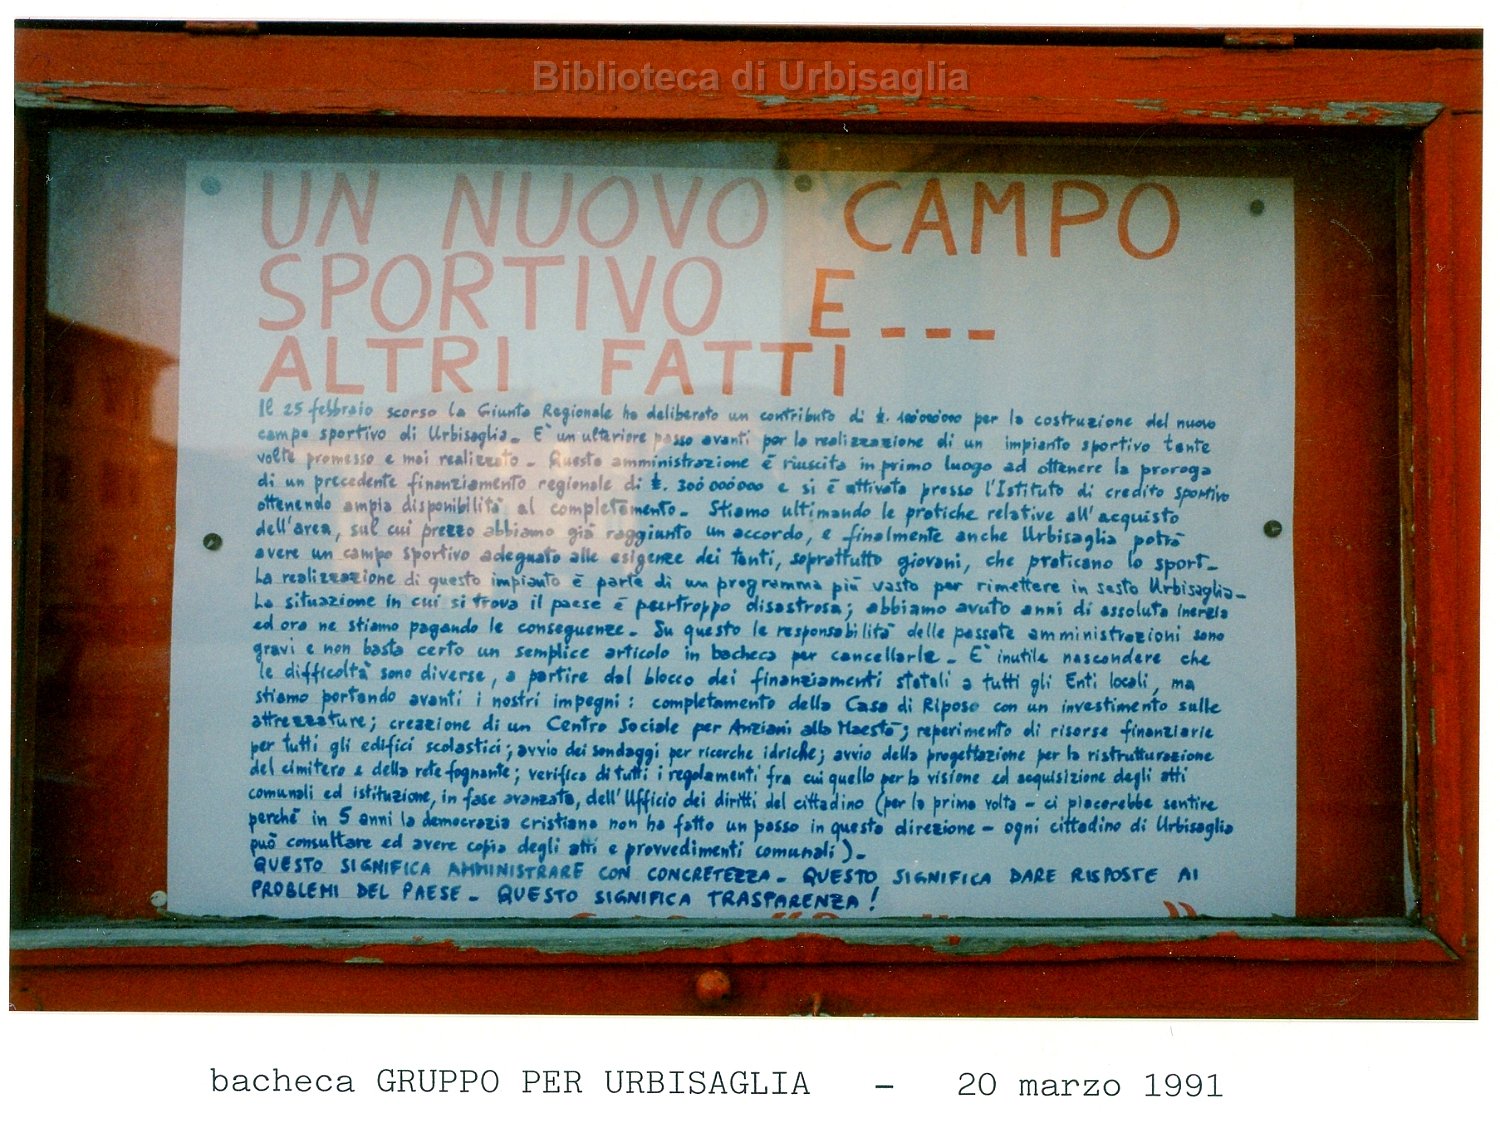 Biblioteca di Urbisaglia
UN NUOVO CAMPO
SPORTIVO E ---
ALTRI FATTI
Il 25 febbraio scorso la Giunta Regionale ha deliberato un contributo di £. 100'000'000 per la costruzione del nuovo
campo sportivo di Urbisaglia. E' un ulteriore passo avanti per la realizzazione di un impianto sportivo tante
volte promesso e mai realizzato. Questa amministrazione è riuscita in primo luogo ad ottenere la proroga
di un precedente finanziamento regionale di £. 300'000'000 e si è attivata presso l'Istituto di credito sportivo
ottenendo ampia disponibilità al completamento. Stiamo ultimando le pratiche relative all'acquisto
dell'area, sul cui prezzo abbiamo già raggiunto un accordo, e finalmente anche Urbisaglia potrà
avere un campo sportivo adeguato alle esigenze dei tanti, soprattutto giovani, che praticano lo sport.
La realizzazione di questo impianto è parte di un programma più vasto per rimettere in sesto Urbisaglia.
La situazione in cui si trova il paese è purtroppo disastrosa; abbiamo avuto anni di assoluta inerzia
ed ora ne stiamo pagando le conseguenze. Su questo le responsabilità delle passate amministrazioni sono
gravi e non basta certo un semplice articolo in bacheca per cancellarle. E' inutile nascondere che
le difficoltà sono diverse, a partire dal blocco dei finanziamenti statali a tutti gli Enti locali, ma
stiamo portando avanti i nostri impegni: completamento della Casa di Riposo con un investimento sulle
attrezzature; creazione di un Centro Sociale per Anziani alla Maestà; reperimento di risorse finanziarie
per tutti gli edifici scolastici; avvio dei sondaggi per ricerche idriche; avvio della progettazione per la ristrutturazione
del cimitero e della rete fognante; verifica di tutti i regolamenti fra cui quello per la visione ed acquisizione degli atti
comunali ed istituzione, in fase avanzata, dell'Ufficio dei diritti del cittadino (per la prima volta - ci piacerebbe sentire
perchè in 5 anni la democrazia cristiana non ha fatto un passo in questa direzione - ogni cittadino di Urbisaglia
può consultare ed avere copia degli atti e provvedimenti comunali).
QUESTO SIGNIFICA AMMINISTRARE CON CONCRETEZZA. QUESTO SIGNIFICA DARE RISPOSTE AI
PROBLEMI DEL PAESE. QUESTO SIGNIFICA TRASPARENZA!
bacheca GRUPPO PER URBISAGLIA - 20 marzo 1991